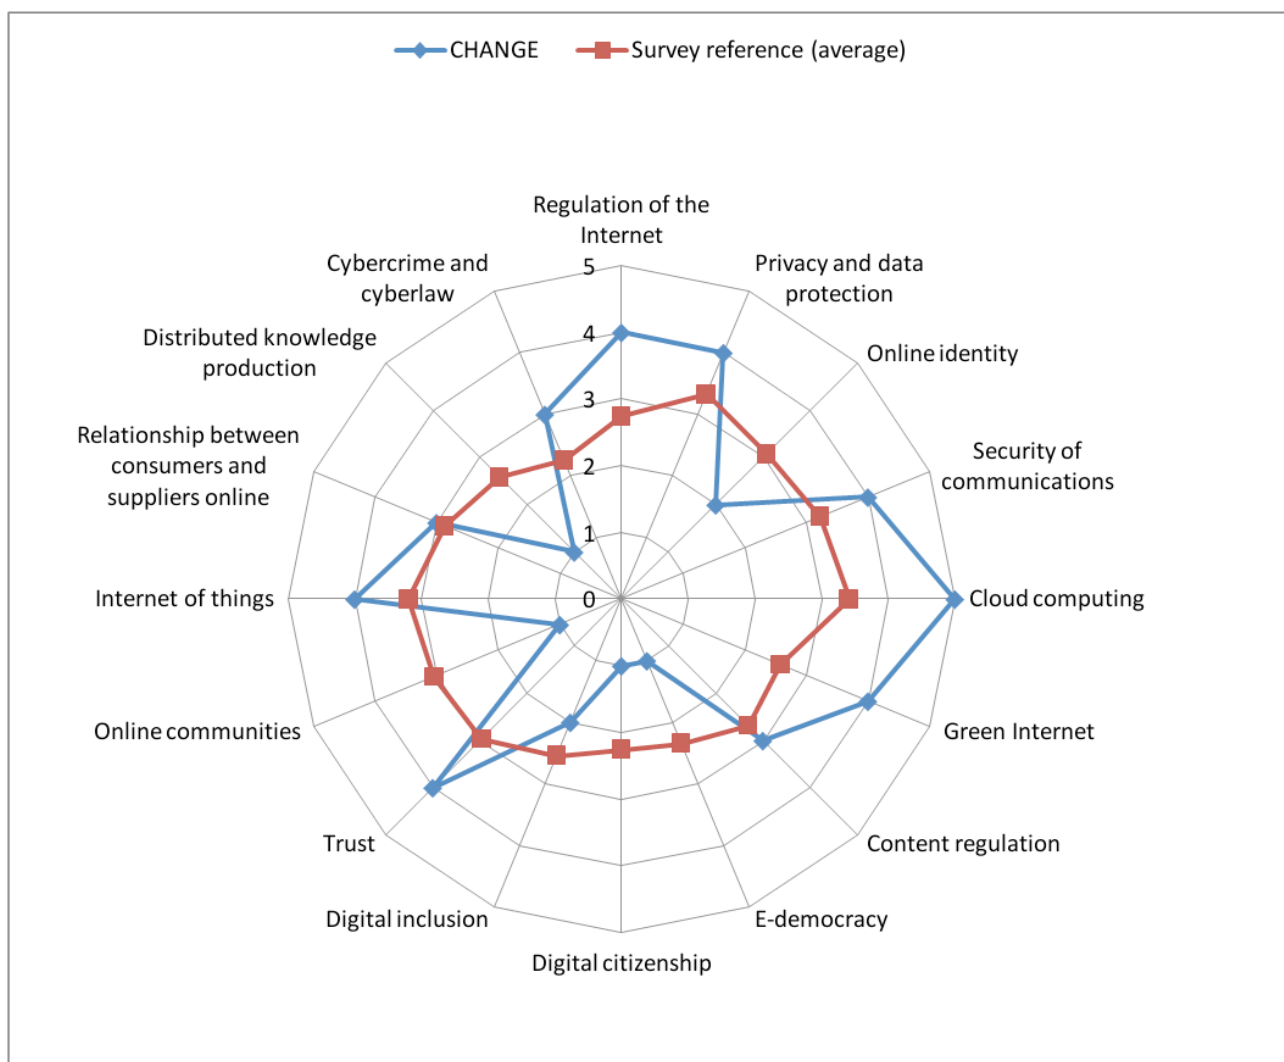 CHANGE
Survey reference (average)
Regulation of the
Internet
Cybercrime and
cyberlaw
Privacy and data
protection
Distributed knowledge
production
Online identity
Relationship between
consumers and
suppliers online
Security of
communications
Internet of things
Cloud computing
Online communities
Green Internet
Trust
Content regulation
Digital inclusion
E-democracy
Digital citizenship
5
4
3
2
1
0